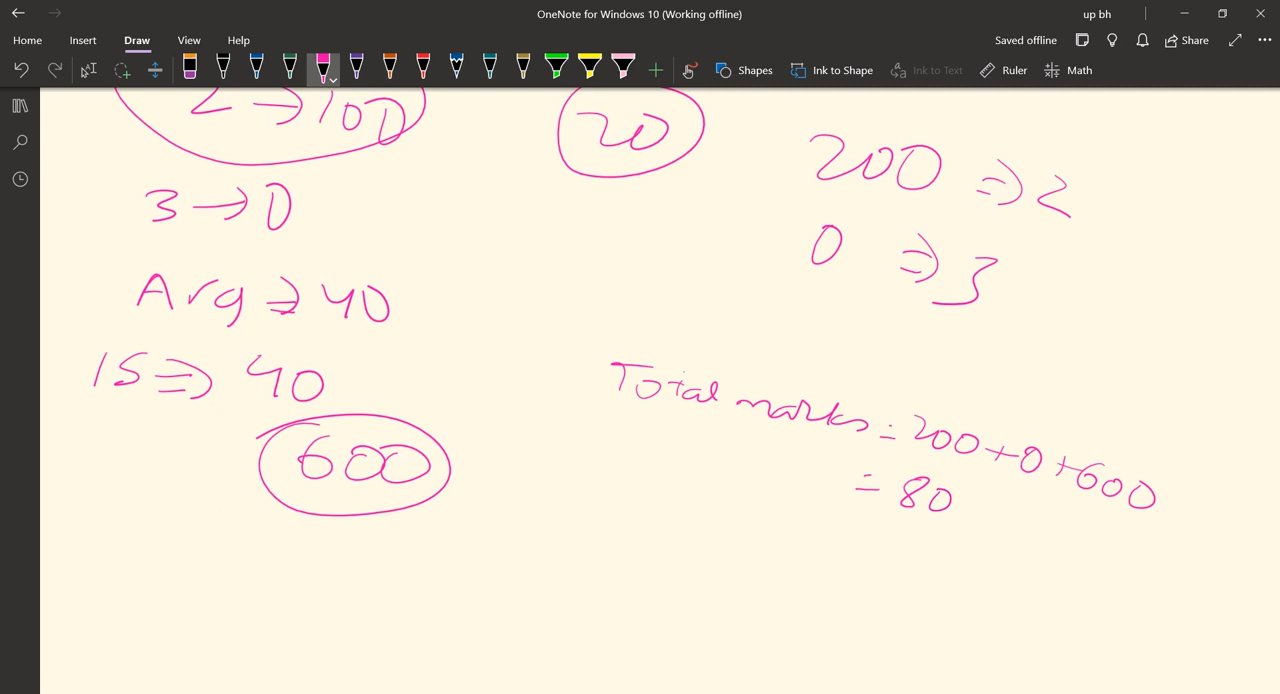 OneNote for Windows 10 (Working offline)
up bh
Home Insert Draw View Help
Saved offline
Share
Shapes
Ink to Shape
Ink to Text
Ruler
Math
2 → 100
3 → 0
Avg ⇒ 40
15 ⇒ 40
600
20
200 ⇒ 2
0 ⇒ 3
Total marks = 200 + 0 + 600
= 80